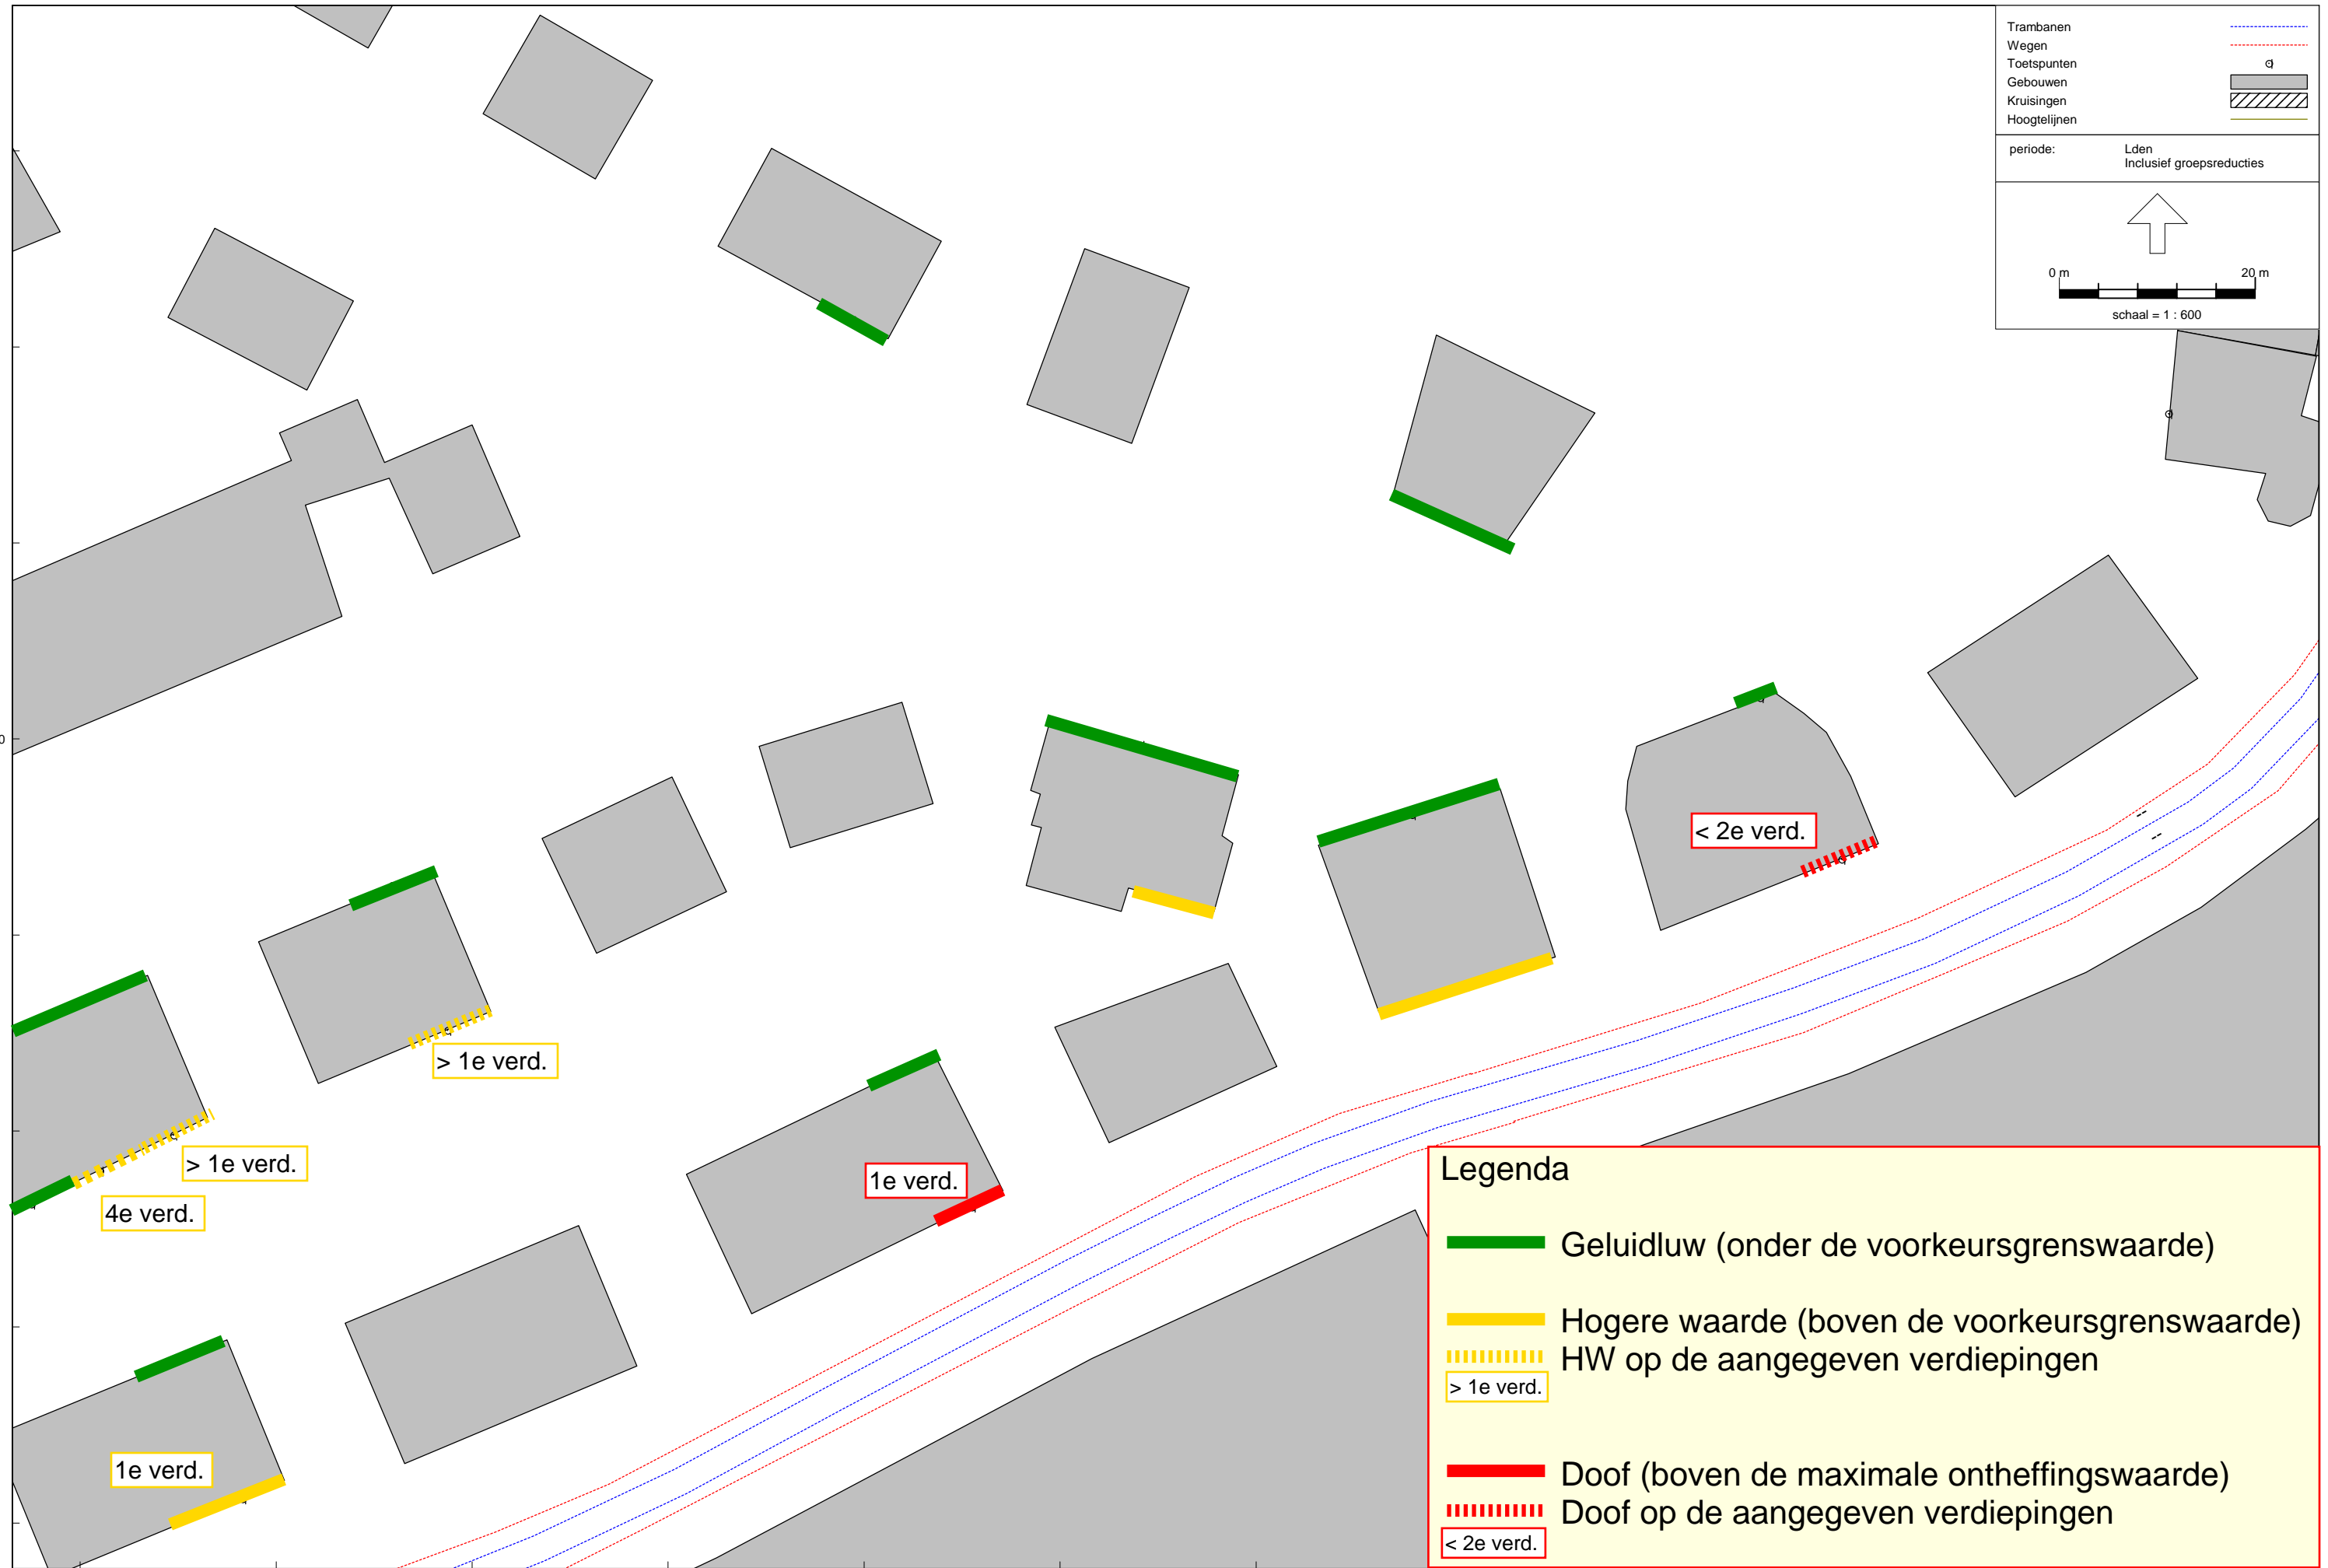 Trambanen
Wegen
Toetspunten
Gebouwen
Kruisingen
Hoogtelijnen
periode: Lden
Inclusief groepsreducties
0 m 20 m
schaal = 1 : 600
0
< 2e verd.
> 1e verd.
> 1e verd.
1e verd.
4e verd.
1e verd.
Legenda
Geluidluw (onder de voorkeursgrenswaarde)
Hogere waarde (boven de voorkeursgrenswaarde)
HW op de aangegeven verdiepingen
> 1e verd.
Doof (boven de maximale ontheffingswaarde)
Doof op de aangegeven verdiepingen
< 2e verd.